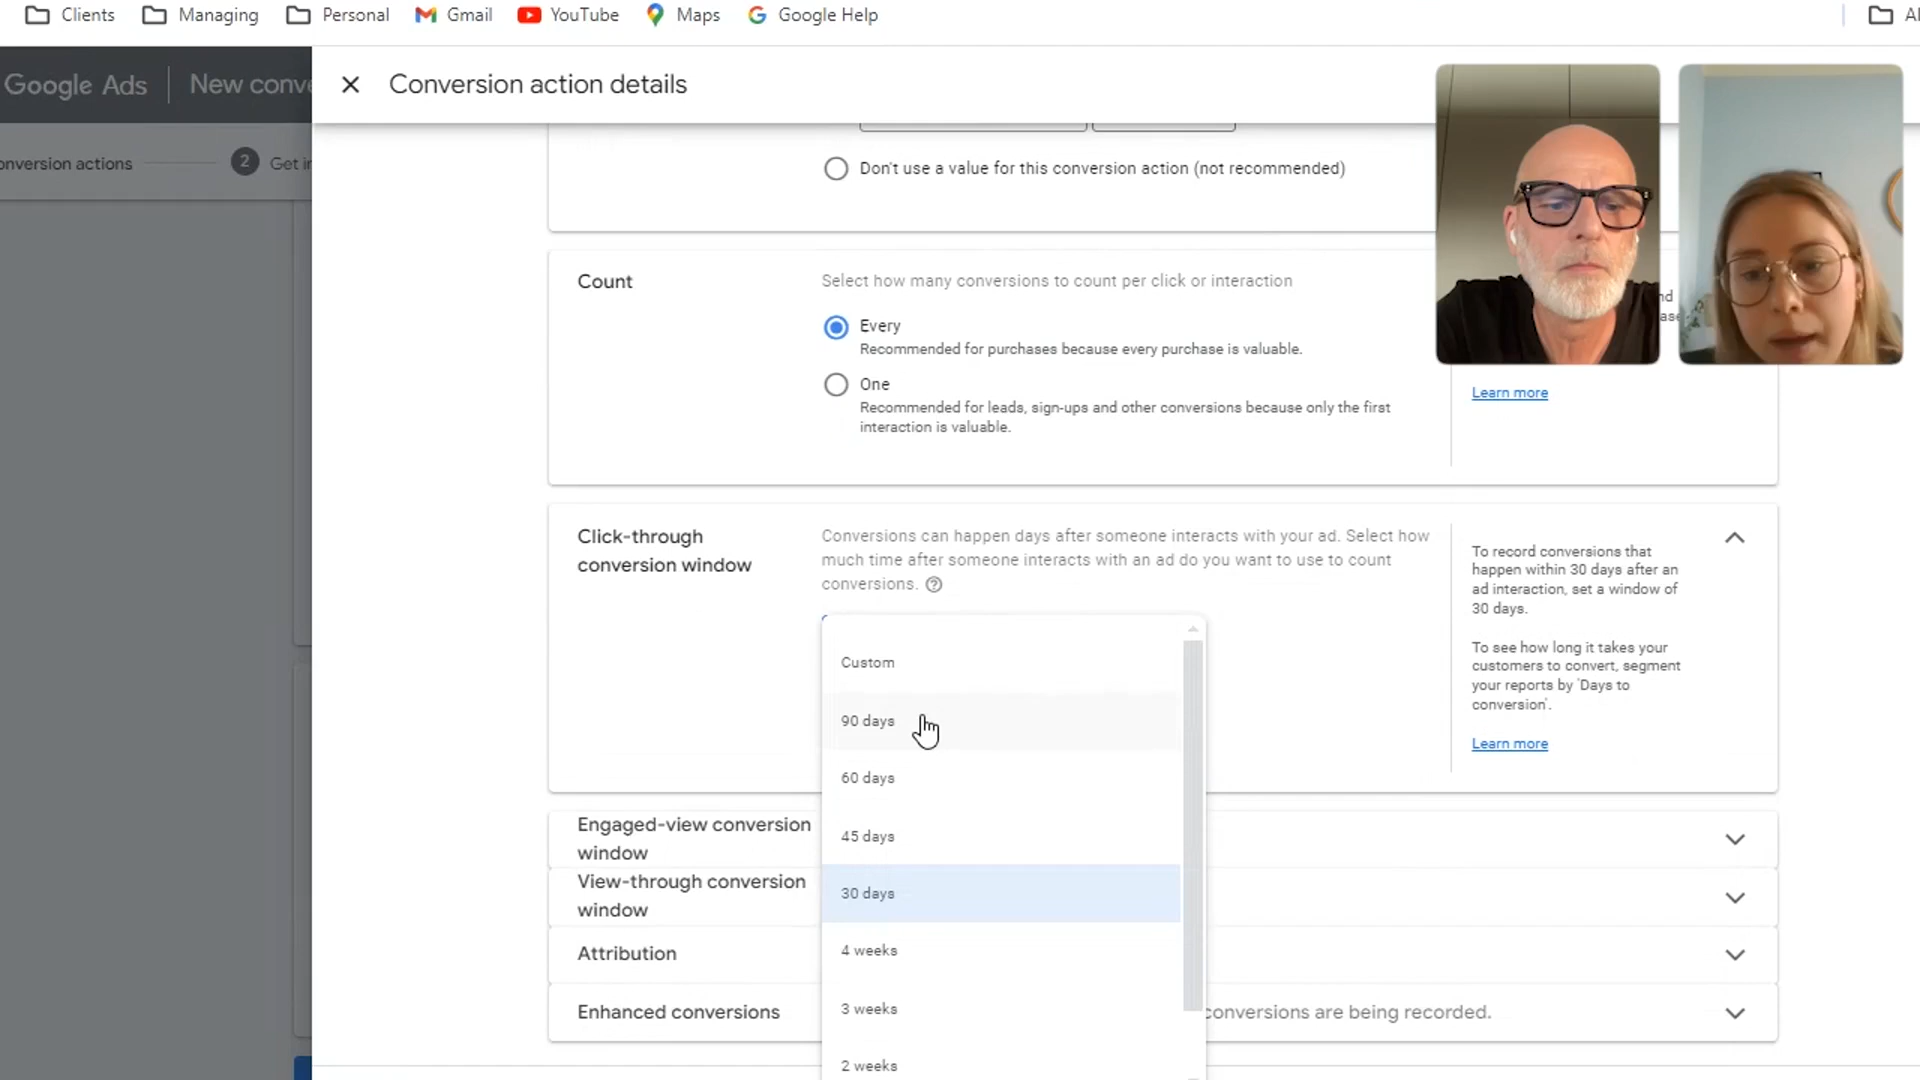 Clients
Managing
Personal
Gmail
YouTube
Maps
Google Help
Google Ads
New conve
Conversion action details
onversion actions
2
Get in
Don't use a value for this conversion action (not recommended)
Count
Select how many conversions to count per click or interaction
Every
Recommended for purchases because every purchase is valuable.
One
Recommended for leads, sign-ups and other conversions because only the first
interaction is valuable.
nd
ase
Learn more
Click-through
conversion window
Conversions can happen days after someone interacts with your ad. Select how
much time after someone interacts with an ad do you want to use to count
conversions.
To record conversions that
happen within 30 days after an
ad interaction, set a window of
30 days.
To see how long it takes your
customers to convert, segment
your reports by 'Days to
conversion'.
Learn more
Custom
90 days
60 days
45 days
30 days
4 weeks
3 weeks
2 weeks
Engaged-view conversion
window
View-through conversion
window
Attribution
Enhanced conversions
conversions are being recorded.